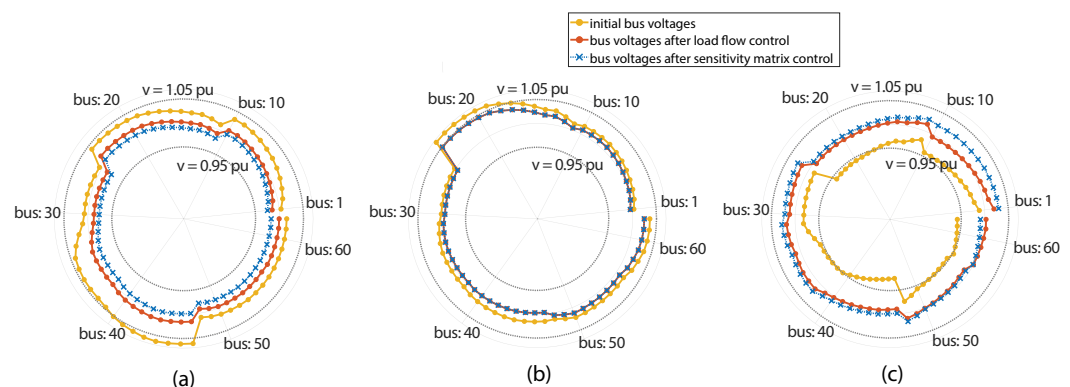 initial bus voltages
bus voltages after load flow control
bus voltages after sensitivity matrix control
bus: 20
v = 1.05 pu
bus: 10
v = 0.95 pu
bus: 1
bus: 30
bus: 60
bus: 40
bus: 50
(a)
bus: 20
v = 1.05 pu
bus: 10
v = 0.95 pu
bus: 1
bus: 30
bus: 60
bus: 40
bus: 50
(b)
bus: 20
v = 1.05 pu
bus: 10
v = 0.95 pu
bus: 1
bus: 30
bus: 60
bus: 40
bus: 50
(c)